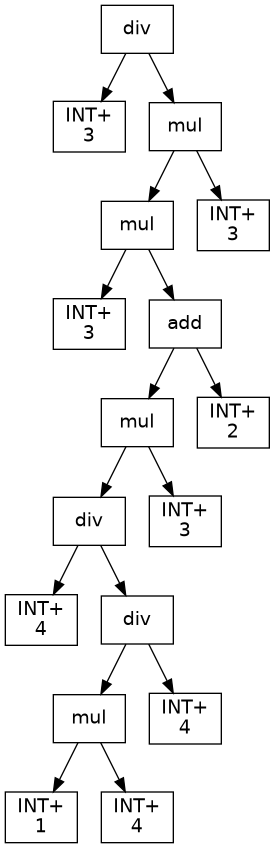 div
INT+
3
mul
mul
INT+
3
INT+
3
add
mul
INT+
2
div
INT+
3
INT+
4
div
mul
INT+
4
INT+
1
INT+
4